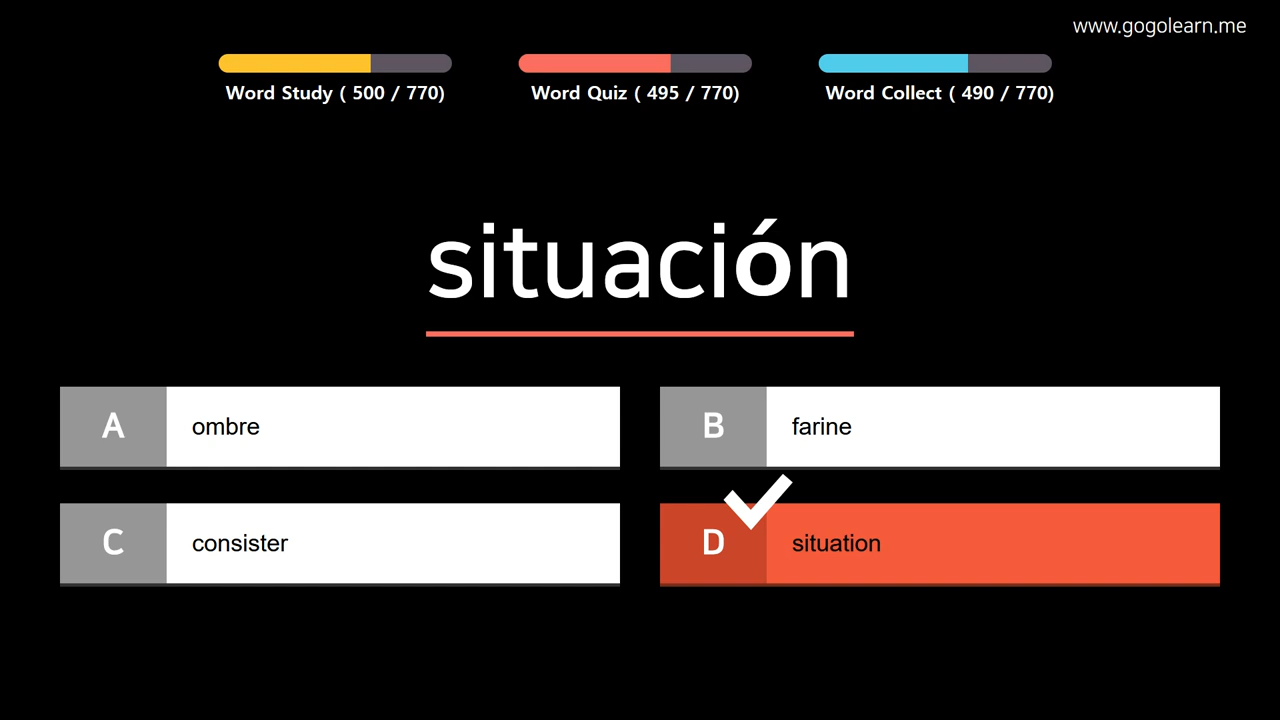 www.gogolearn.me
Word Study ( 500 / 770)
Word Quiz ( 495 / 770)
Word Collect ( 490 / 770)
situación
A ombre
B farine
C consister
D situation